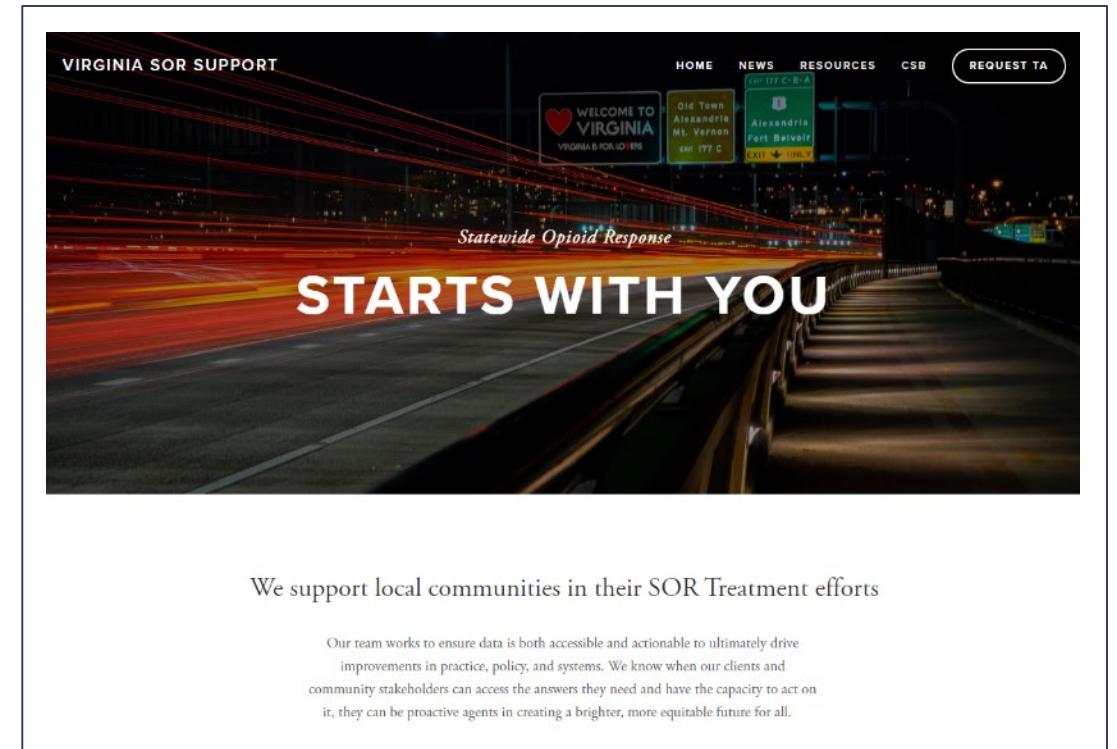 VIRGINIA SOR SUPPORT
HOME NEWS RESOURCES CSB REQUEST TA
WELCOME TO
VIRGINIA
VIRGINIA IS FOR LOVERS
Old Town
Alexandria
Mt. Vernon
EXIT 177 C
EXIT 177 C-B-A
1
Alexandria
Fort Belvoir
EXIT ONLY
Statewide Opioid Response
STARTS WITH YOU
We support local communities in their SOR Treatment efforts
Our team works to ensure data is both accessible and actionable to ultimately drive
improvements in practice, policy, and systems. We know when our clients and
community stakeholders can access the answers they need and have the capacity to act on
it, they can be proactive agents in creating a brighter, more equitable future for all.